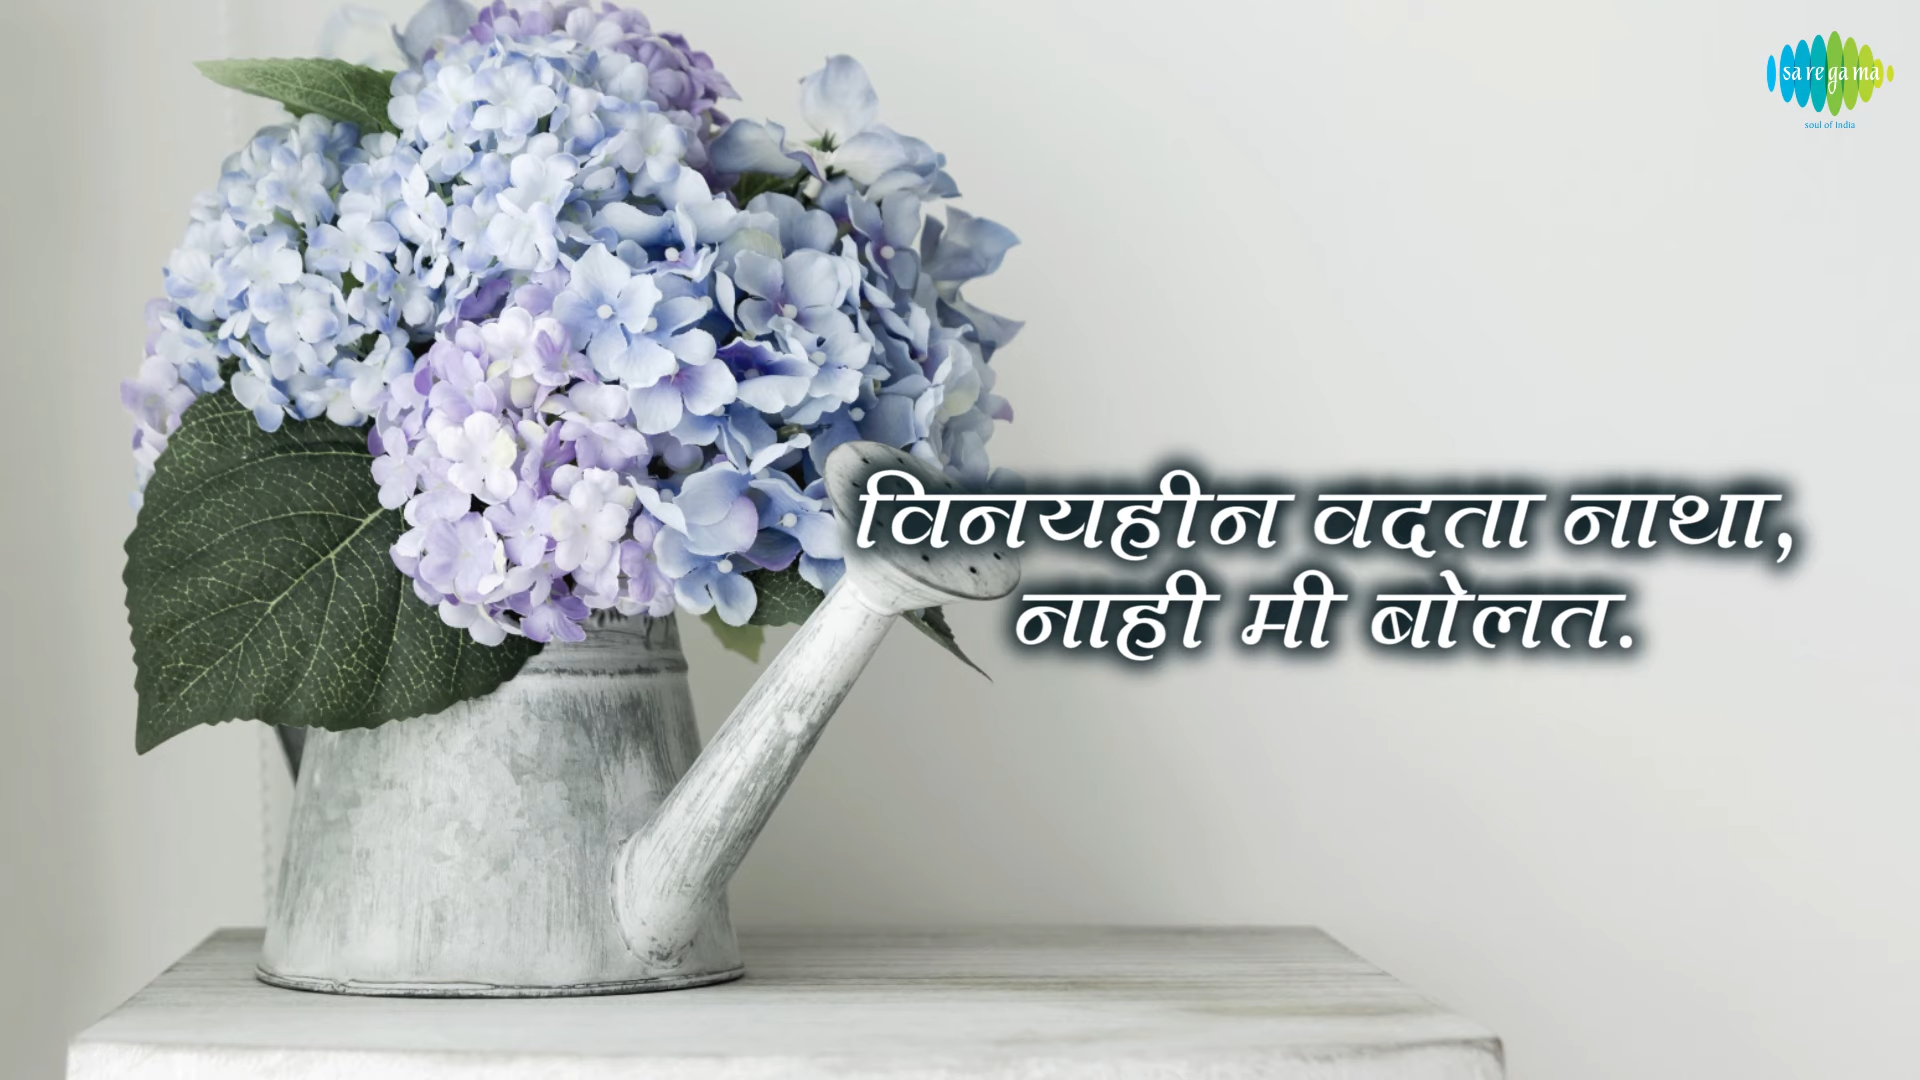 sa re ga ma
soul of India
विनयहीन वदता नाथा,
नाही मी बोलत.